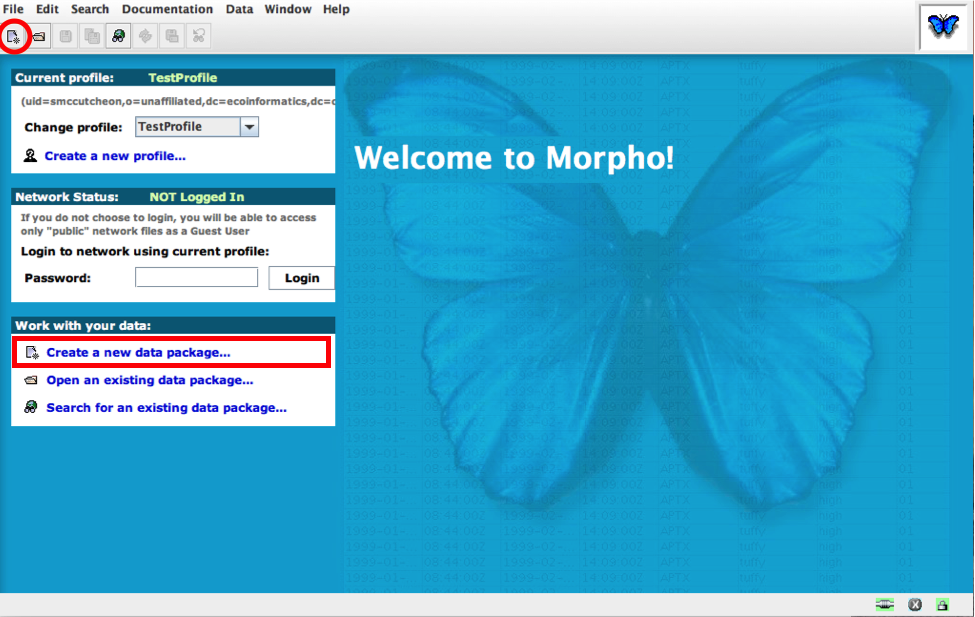 File Edit Search Documentation Data Window Help
Current profile: TestProfile
(uid=smccutcheon,o=unaffiliated,dc=ecoinformatics,dc=
Change profile: TestProfile
Create a new profile...
Welcome to Morpho!
Network Status: NOT Logged In
If you do not choose to login, you will be able to access
only "public" network files as a Guest User
Login to network using current profile:
Password: Login
Work with your data:
Create a new data package...
Open an existing data package...
Search for an existing data package...